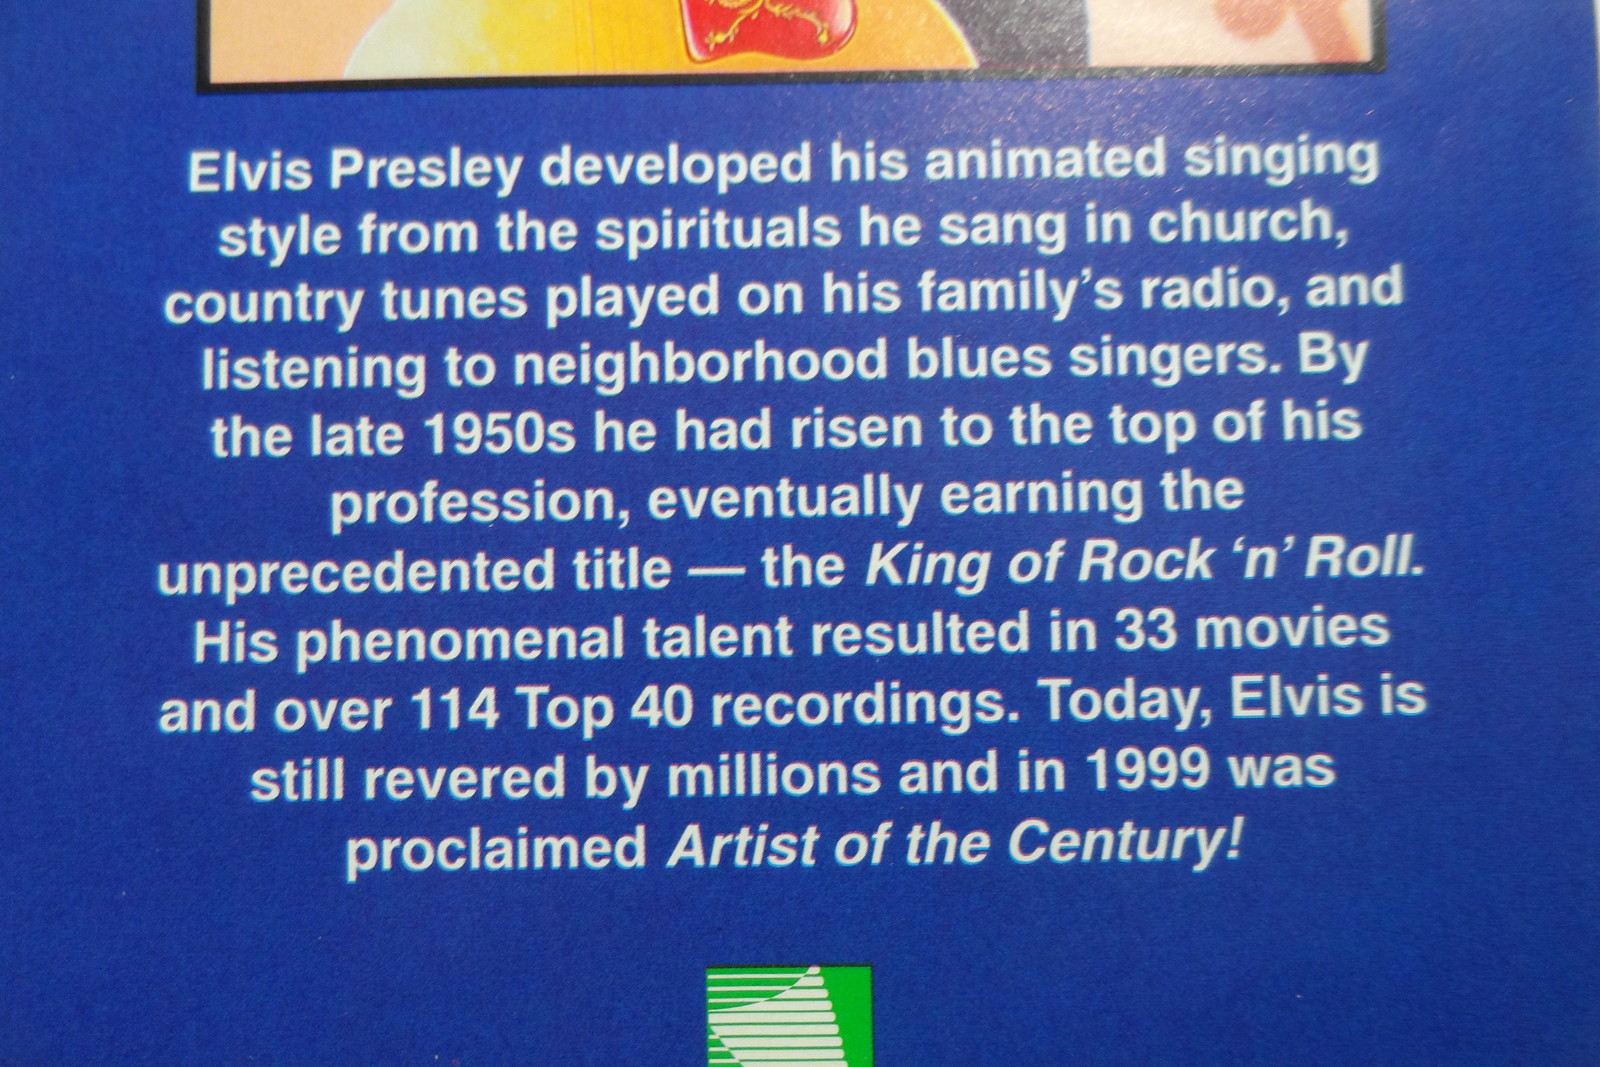 Elvis Presley developed his animated singing
style from the spirituals he sang in church,
country tunes played on his family’s radio, and
listening to neighborhood blues singers. By
the late 1950s he had risen to the top of his
profession, eventually earning the
unprecedented title — the King of Rock ‘n’ Roll.
His phenomenal talent resulted in 33 movies
and over 114 Top 40 recordings. Today, Elvis is
still revered by millions and in 1999 was
proclaimed Artist of the Century!